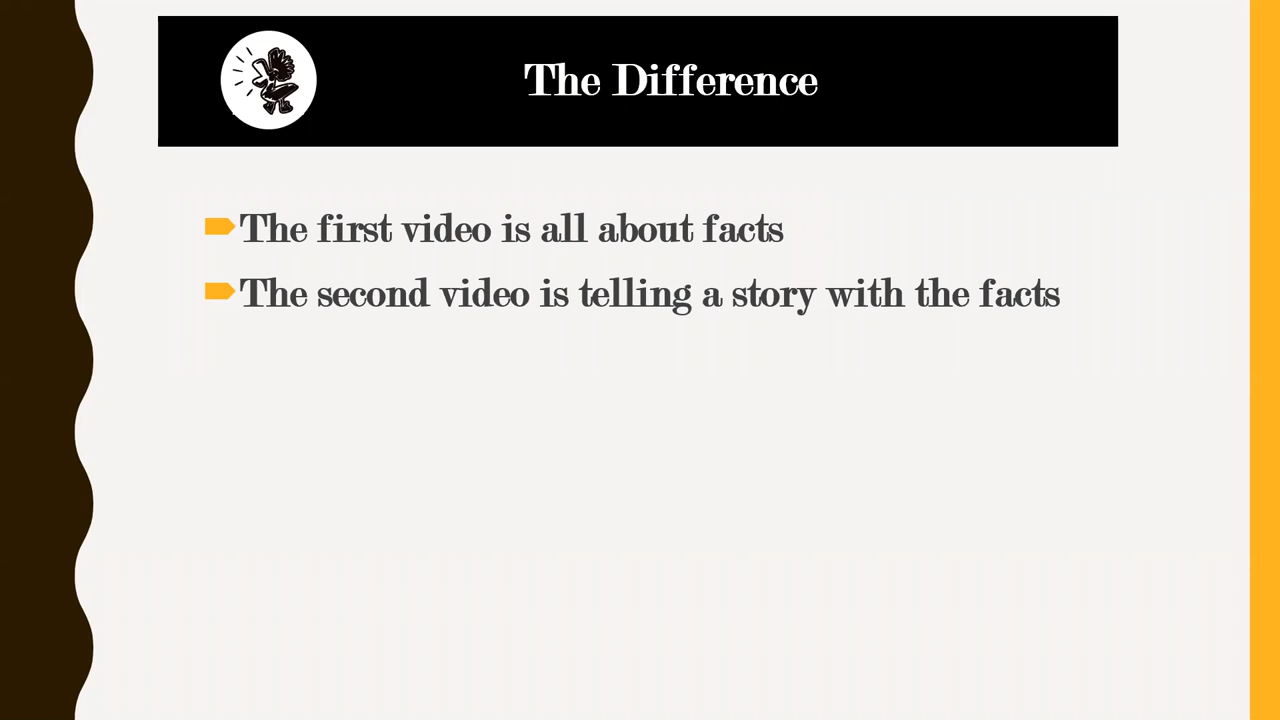 The Difference
The first video is all about facts
The second video is telling a story with the facts